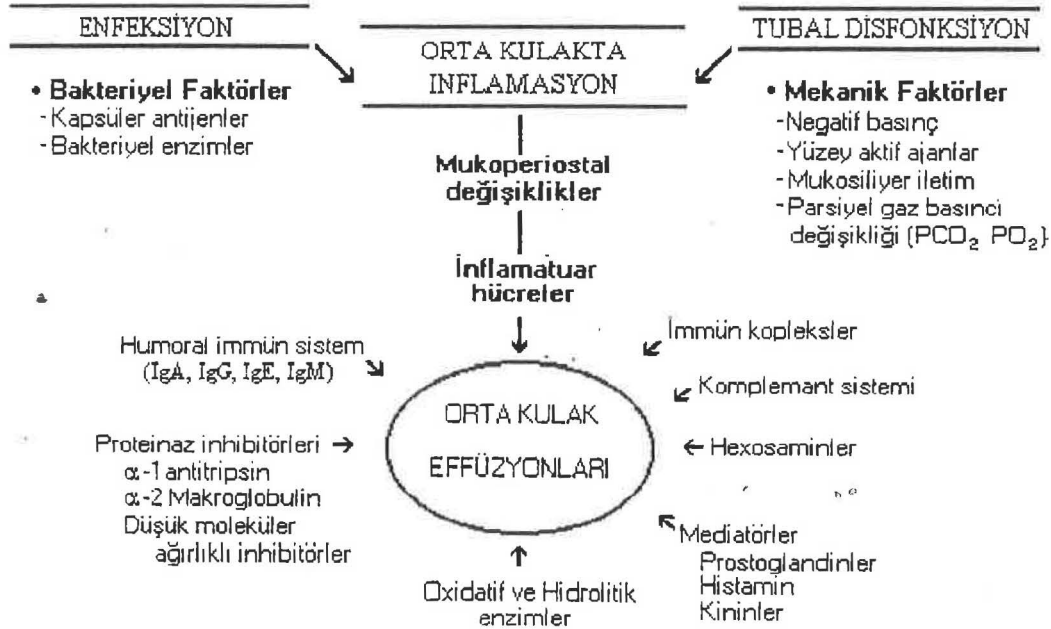 ENFEKSİYON
• Bakteriyel Faktörler
-Kapsüler antijenler
-Bakteriyel enzimler
ORTA KULAKTA
INFLAMASYON
TUBAL DİSFONKSİYON
• Mekanik Faktörler
-Negatif basınç
-Yüzey aktif ajanlar
-Mukosiliyer iletim
-Parsiyel gaz basıncı
değişikliği (PCO₂ PO₂)
Mukoperiostal
değişiklikler
İnflamatuar
hücreler
Humoral immün sistem
(IgA, IgG, IgE, IgM)
Proteinaz inhibitörleri
α-1 antitripsin
α-2 Makroglobulin
Düşük moleküler
ağırlıklı inhibitörler
ORTA KULAK
EFFÜZYONLARI
İmmün kopleksler
Komplemant sistemi
Hexosaminler
Mediatörler
Prostoglandinler
Histamin
Kininler
Oxidatif ve Hidrolitik
enzimler